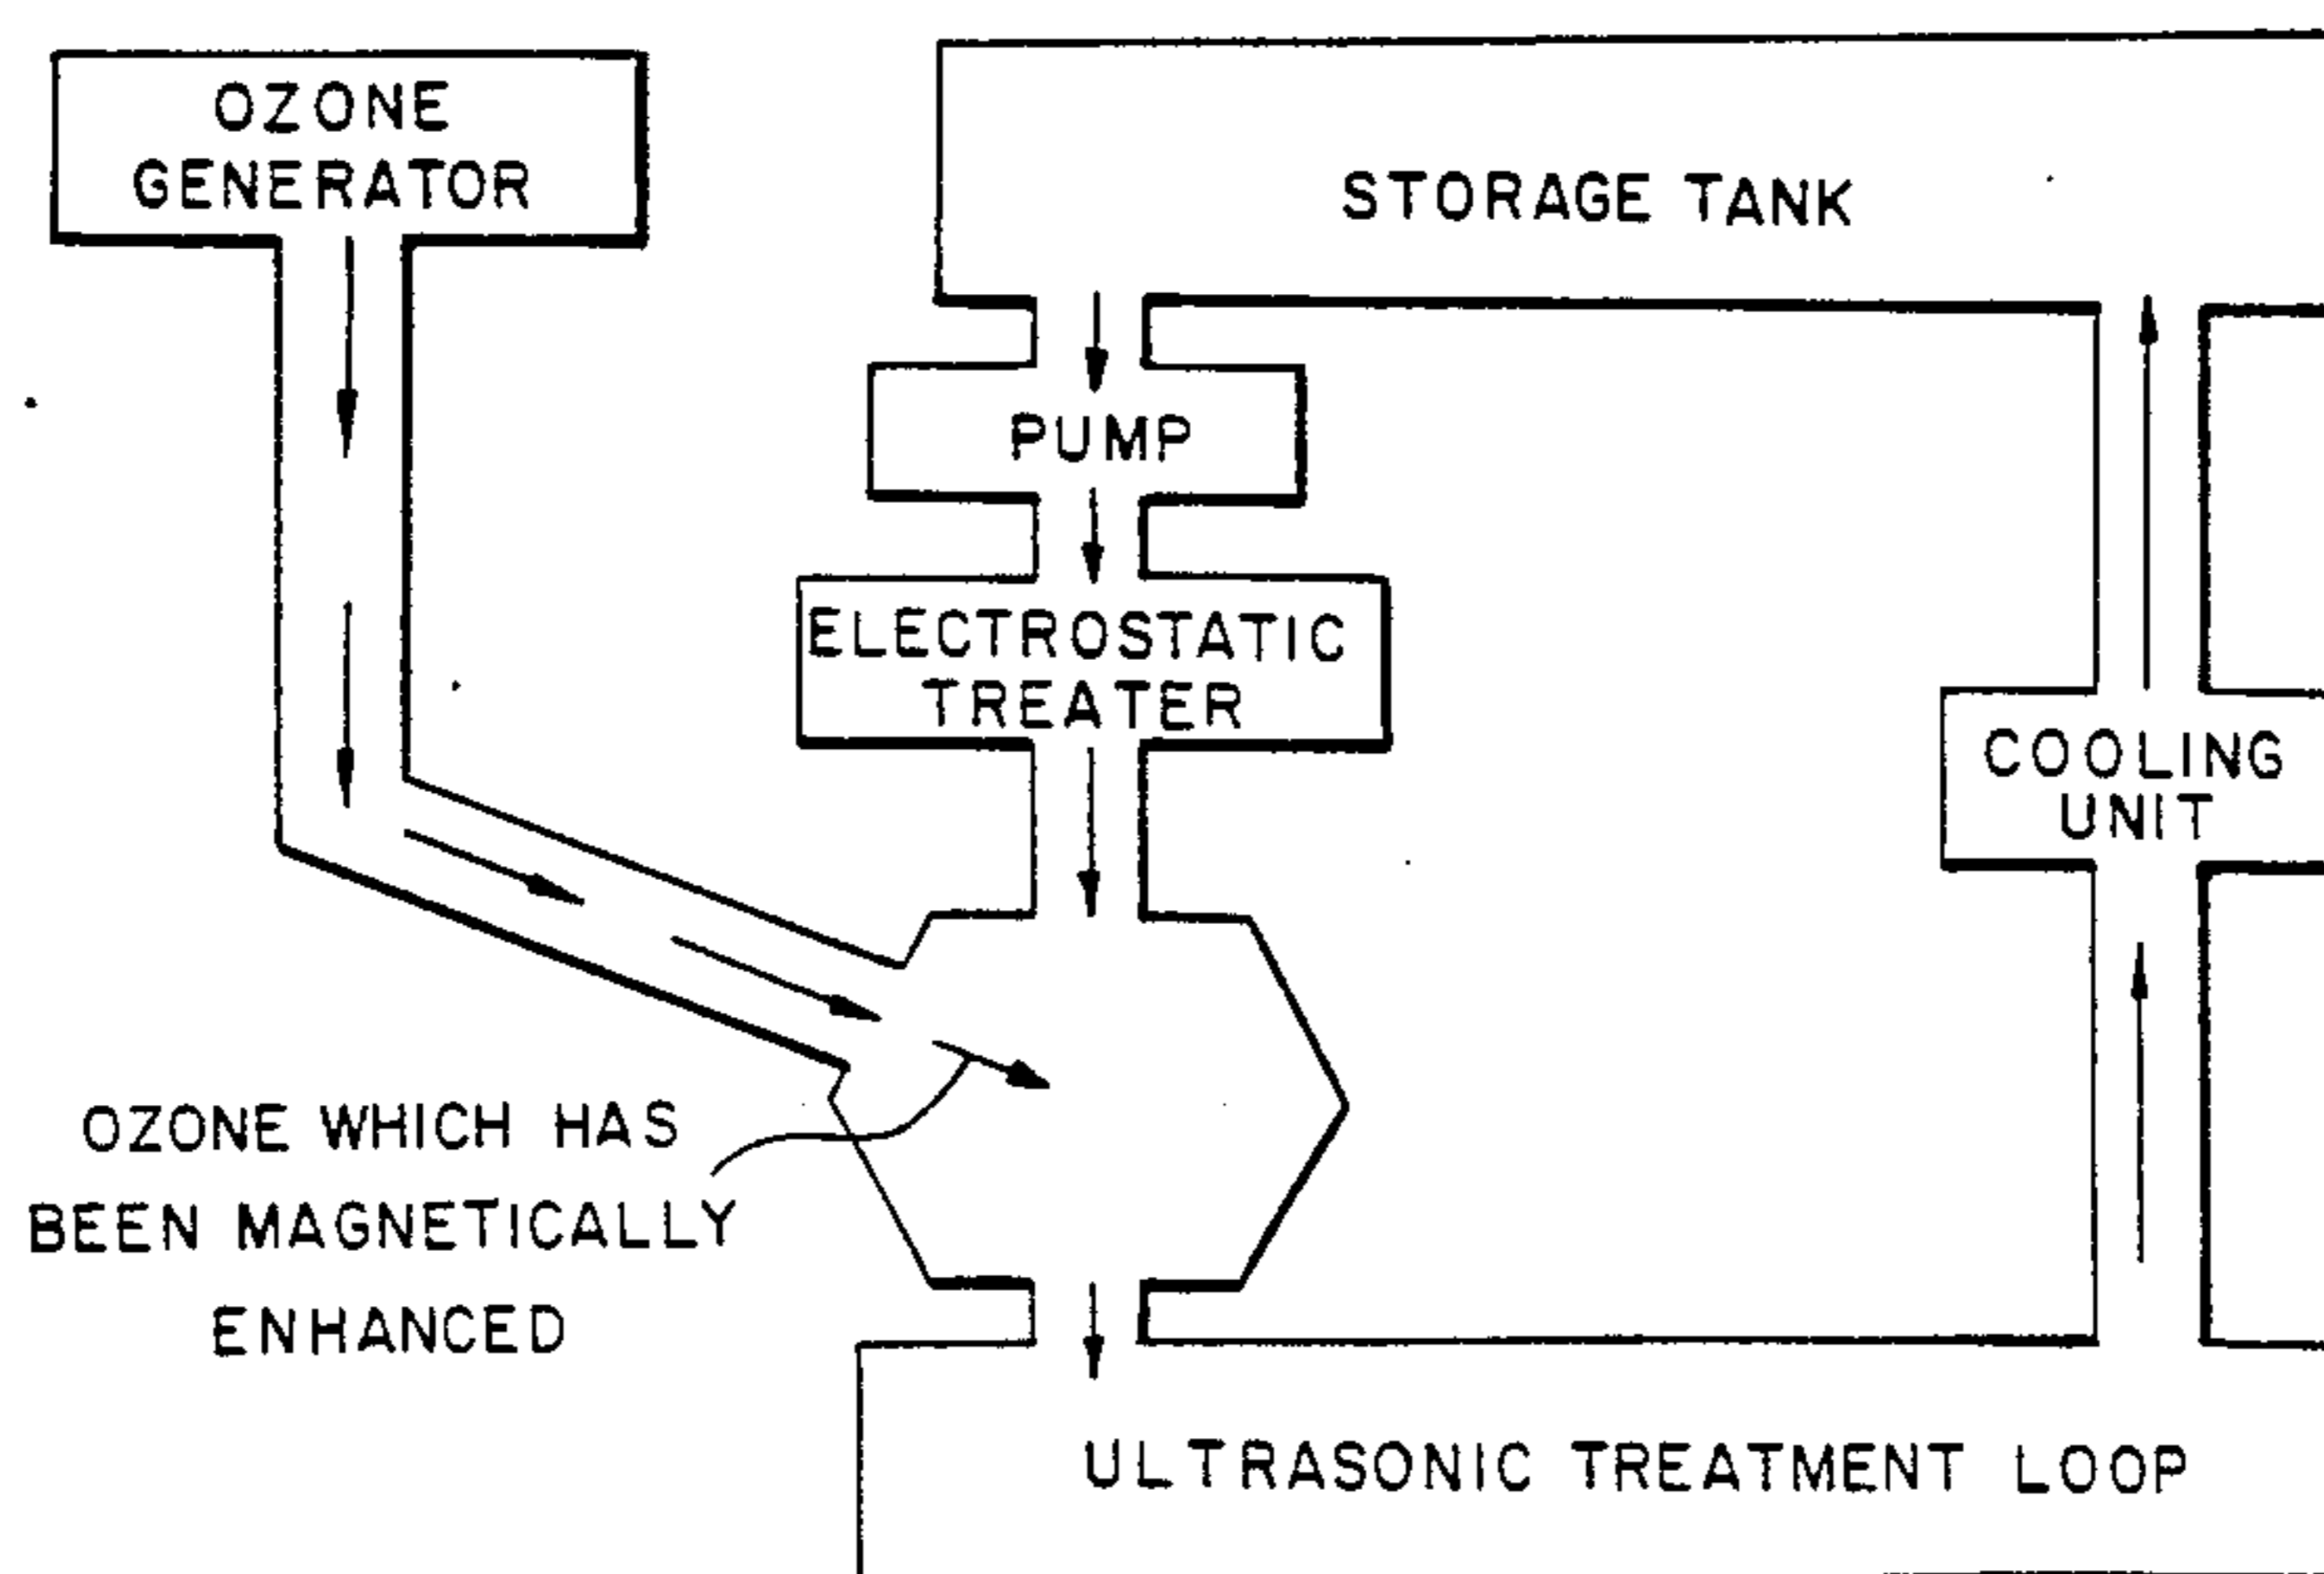 OZONE
GENERATOR
STORAGE TANK
PUMP
ELECTROSTATIC
TREATER
COOLING
UNIT
OZONE WHICH HAS
BEEN MAGNETICALLY
ENHANCED
ULTRASONIC TREATMENT LOOP